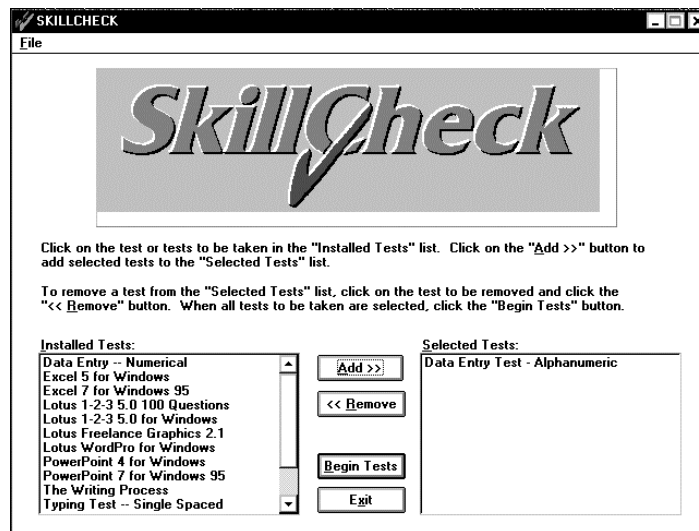 SKILLCHECK
File
SkillCheck
Click on the test or tests to be taken in the "Installed Tests" list. Click on the "Add >>" button to
add selected tests to the "Selected Tests" list.
To remove a test from the "Selected Tests" list, click on the test to be removed and click the
"<< Remove" button. When all tests to be taken are selected, click the "Begin Tests" button.
Installed Tests:
Data Entry -- Numerical
Excel 5 for Windows
Excel 7 for Windows 95
Lotus 1-2-3 5.0 100 Questions
Lotus 1-2-3 5.0 for Windows
Lotus Freelance Graphics 2.1
Lotus WordPro for Windows
PowerPoint 4 for Windows
PowerPoint 7 for Windows 95
The Writing Process
Typing Test -- Single Spaced
Add >>
<< Remove
Begin Tests
Exit
Selected Tests:
Data Entry Test - Alphanumeric